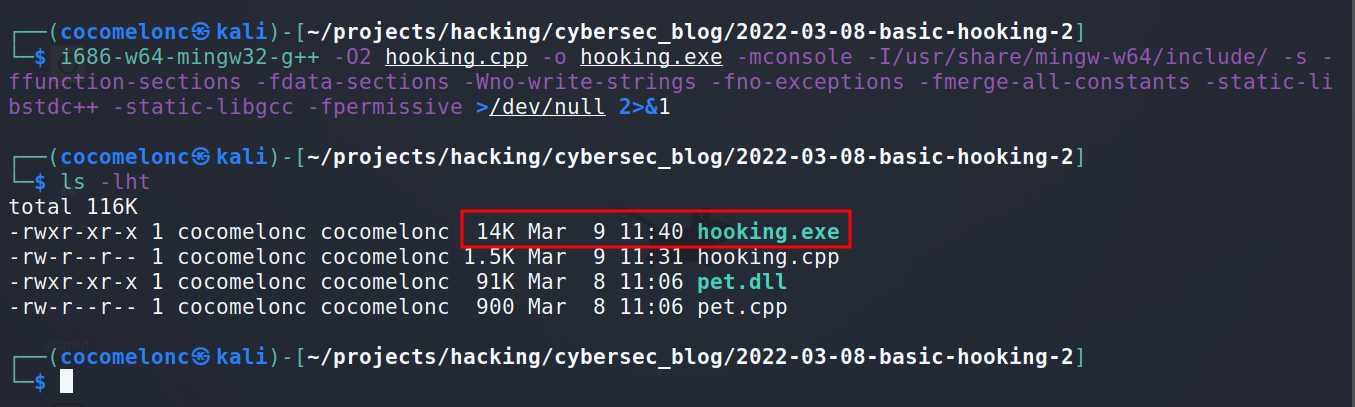 ┌──(cocomelonc㉿kali)-[~/projects/hacking/cybersec_blog/2022-03-08-basic-hooking-2]
└─$ i686-w64-mingw32-g++ -O2 hooking.cpp -o hooking.exe -mconsole -I/usr/share/mingw-w64/include/ -s -
ffunction-sections -fdata-sections -Wno-write-strings -fno-exceptions -fmerge-all-constants -static-li
bstdc++ -static-libgcc -fpermissive >/dev/null 2>&1
┌──(cocomelonc㉿kali)-[~/projects/hacking/cybersec_blog/2022-03-08-basic-hooking-2]
└─$ ls -lht
total 116K
-rwxr-xr-x 1 cocomelonc cocomelonc  14K Mar  9 11:40 hooking.exe
-rw-r--r-- 1 cocomelonc cocomelonc 1.5K Mar  9 11:31 hooking.cpp
-rwxr-xr-x 1 cocomelonc cocomelonc  91K Mar  8 11:06 pet.dll
-rw-r--r-- 1 cocomelonc cocomelonc  900 Mar  8 11:06 pet.cpp
┌──(cocomelonc㉿kali)-[~/projects/hacking/cybersec_blog/2022-03-08-basic-hooking-2]
└─$